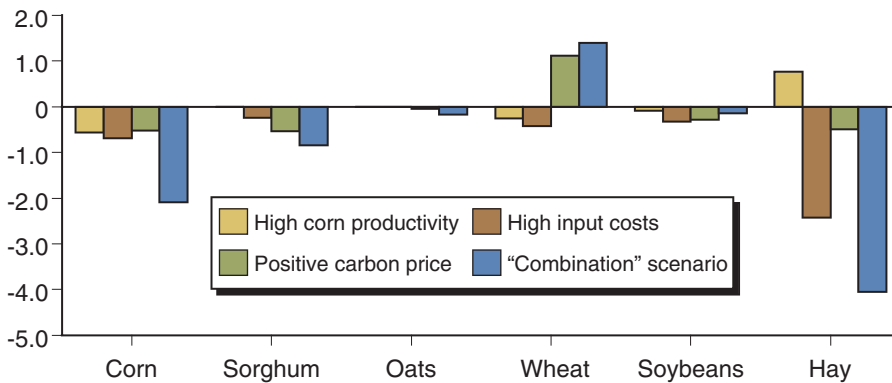 2.0
1.0
0
-1.0
-2.0
-3.0
-4.0
-5.0
High corn productivity
High input costs
Positive carbon price
“Combination” scenario
Corn
Sorghum
Oats
Wheat
Soybeans
Hay